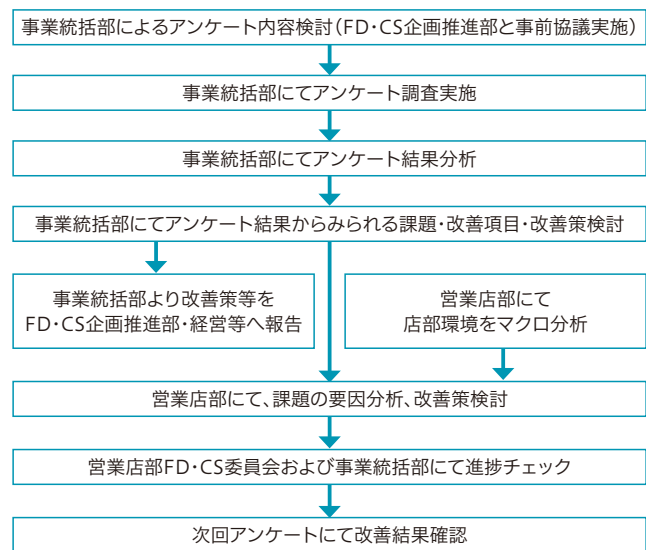 事業統括部によるアンケート内容検討（FD・CS企画推進部と事前協議実施）
事業統括部にてアンケート調査実施
事業統括部にてアンケート結果分析
事業統括部にてアンケート結果からみられる課題・改善項目・改善策検討
事業統括部より改善策等を
FD・CS企画推進部・経営等へ報告
営業店部にて
店部環境をマクロ分析
営業店部にて、課題の要因分析、改善策検討
営業店部FD・CS委員会および事業統括部にて進捗チェック
次回アンケートにて改善結果確認